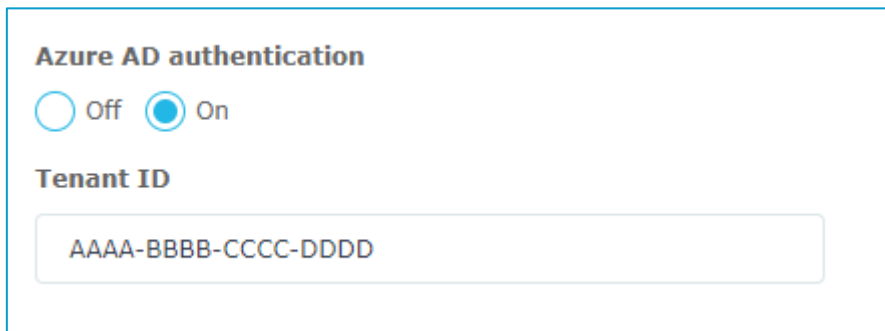 Azure AD authentication
Off On
Tenant ID
AAAA-BBBB-CCCC-DDDD